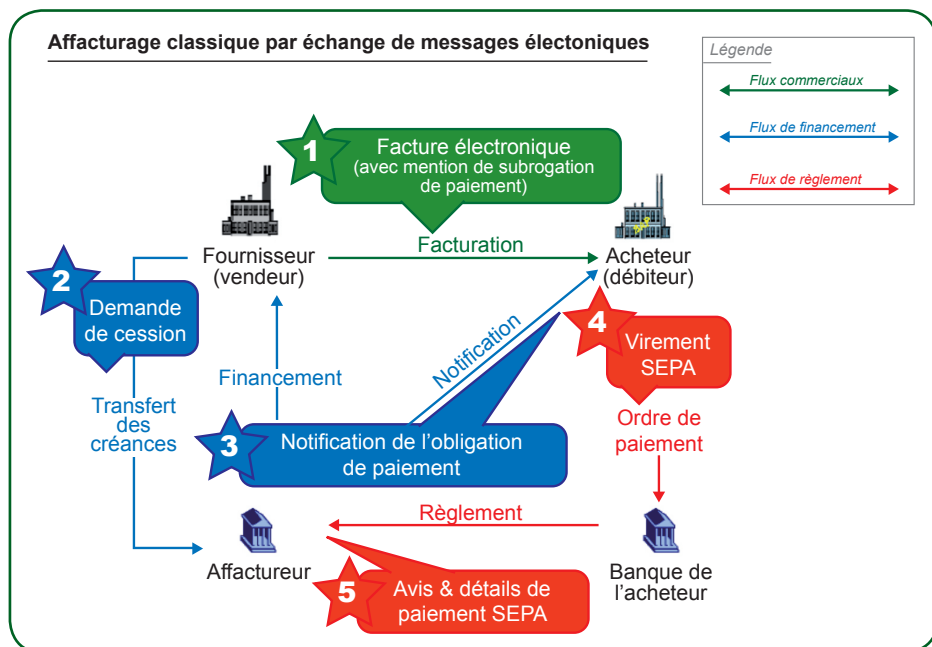 Affacturage classique par échange de messages électoniques
Légende
Flux commerciaux
Flux de financement
Flux de règlement
1
Facture électronique
(avec mention de subrogation
de paiement)
Fournisseur
(vendeur)
Facturation
Acheteur
(débiteur)
2
Demande
de cession
Transfert
des
créances
Financement
Notification
3
Notification de l'obligation
de paiement
4
Virement
SEPA
Ordre de
paiement
Règlement
Affactureur
Banque de
l'acheteur
5
Avis & détails de
paiement SEPA